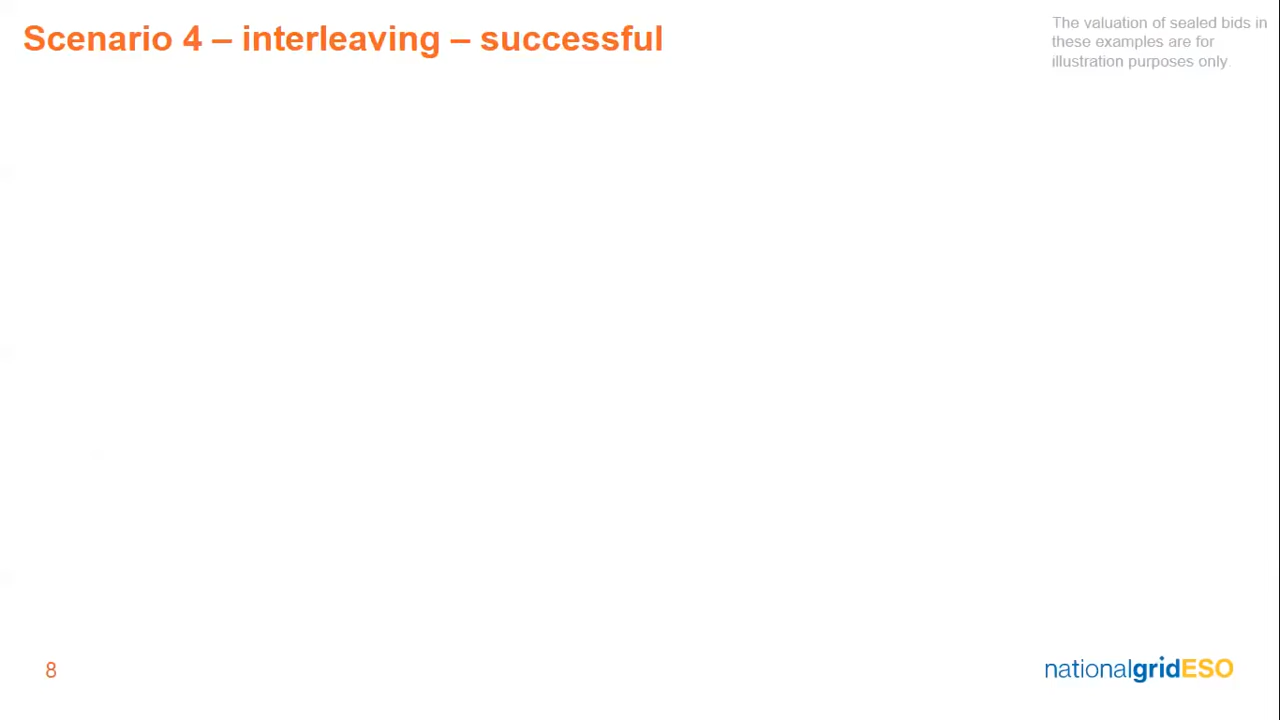 Scenario 4 – interleaving – successful
The valuation of sealed bids in
these examples are for
illustration purposes only
8
nationalgridESO